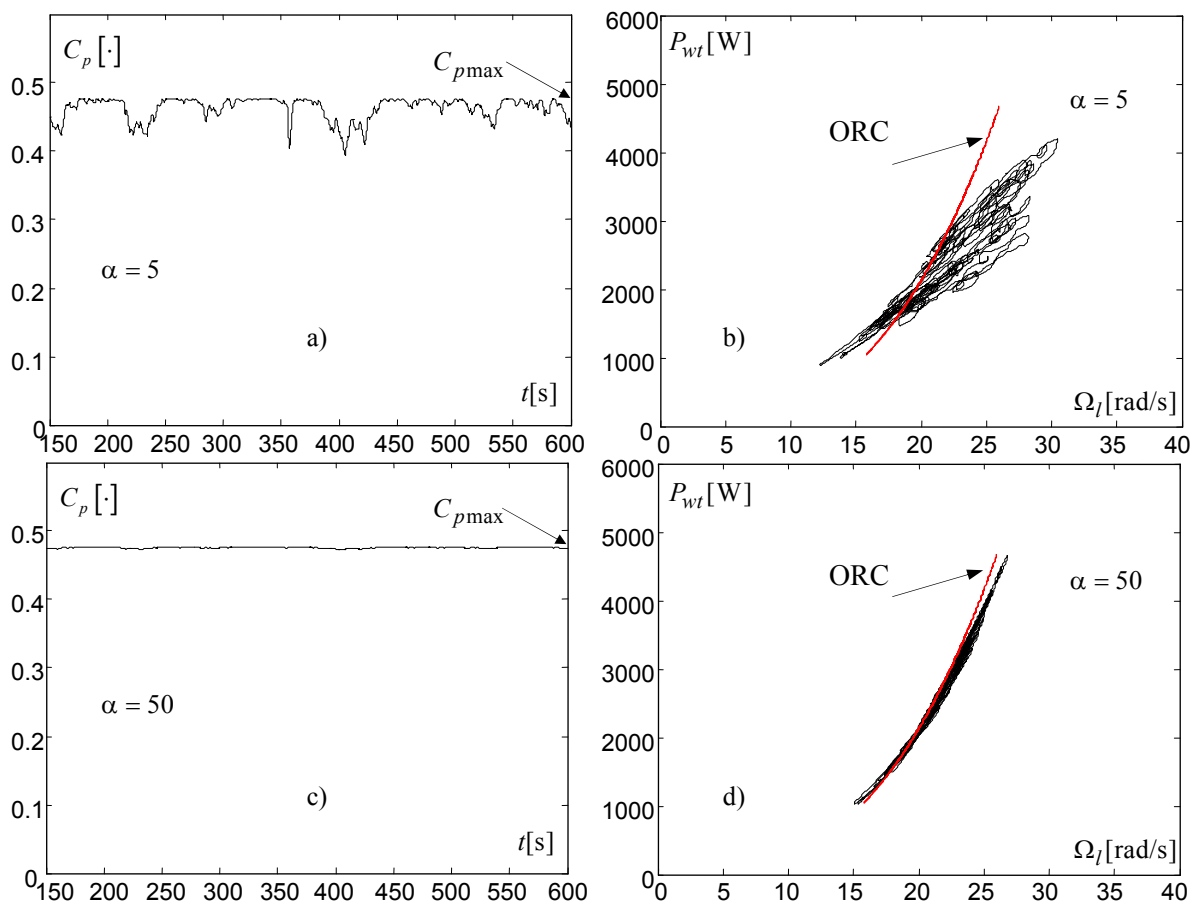 C_p [·]
C_pmax
0.5
0.4
0.3
0.2
0.1
0
α = 5
a)
t[s]
150 200 250 300 350 400 450 500 550 600
6000
P_wt[W]
5000
4000
3000
2000
1000
0
α = 5
ORC
b)
Ω_l[rad/s]
0 5 10 15 20 25 30 35 40
C_p [·]
C_pmax
0.5
0.4
0.3
0.2
0.1
0
α = 50
c)
t[s]
150 200 250 300 350 400 450 500 550 600
6000
P_wt[W]
5000
4000
3000
2000
1000
0
ORC
α = 50
d)
Ω_l[rad/s]
0 5 10 15 20 25 30 35 40